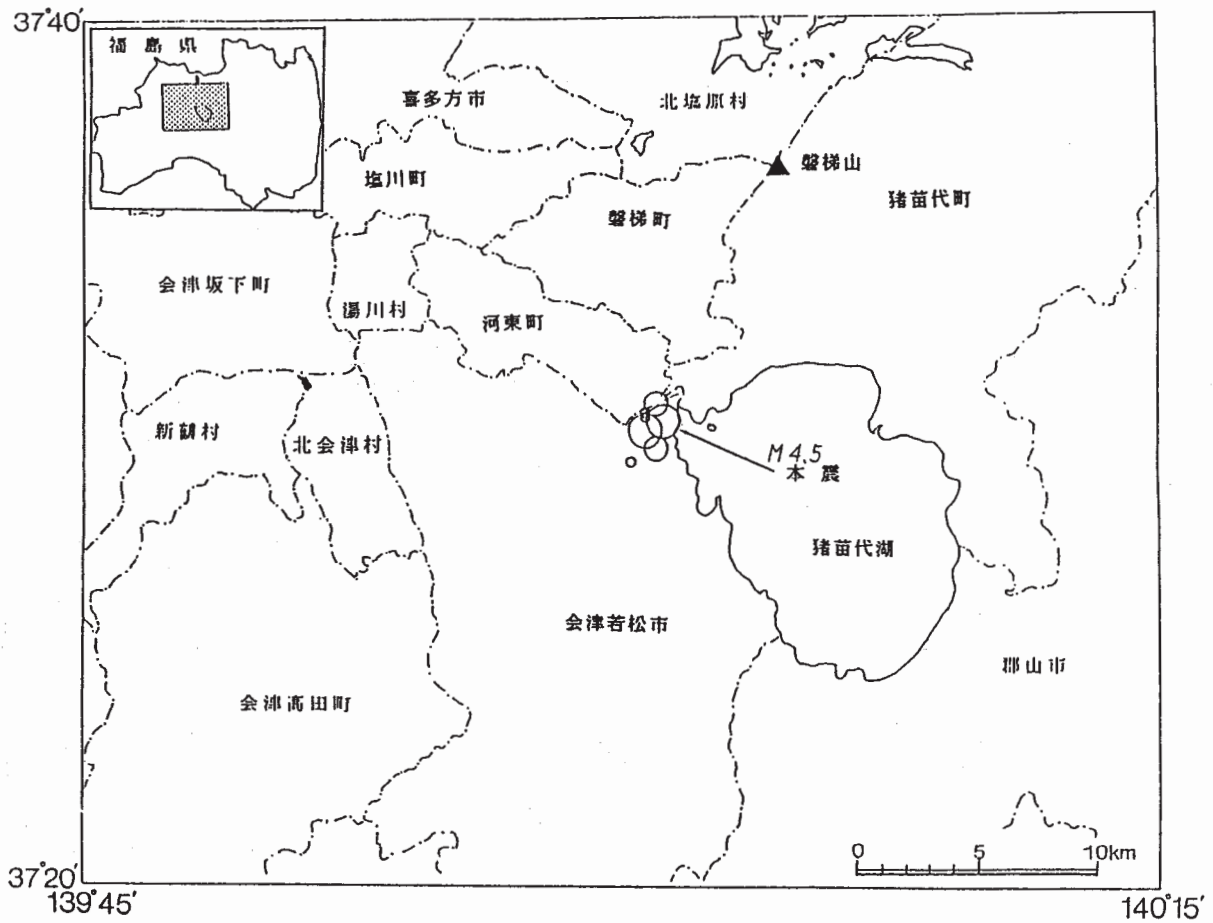 37°40′
福島県
喜多方市
北塩原村
塩川町
磐梯山
磐梯町
猪苗代町
会津坂下町
湯川村
河東町
新鶴村
北会津村
M4.5
本震
猪苗代湖
会津若松市
郡山市
会津高田町
0 5 10km
37°20′
139°45′
140°15′